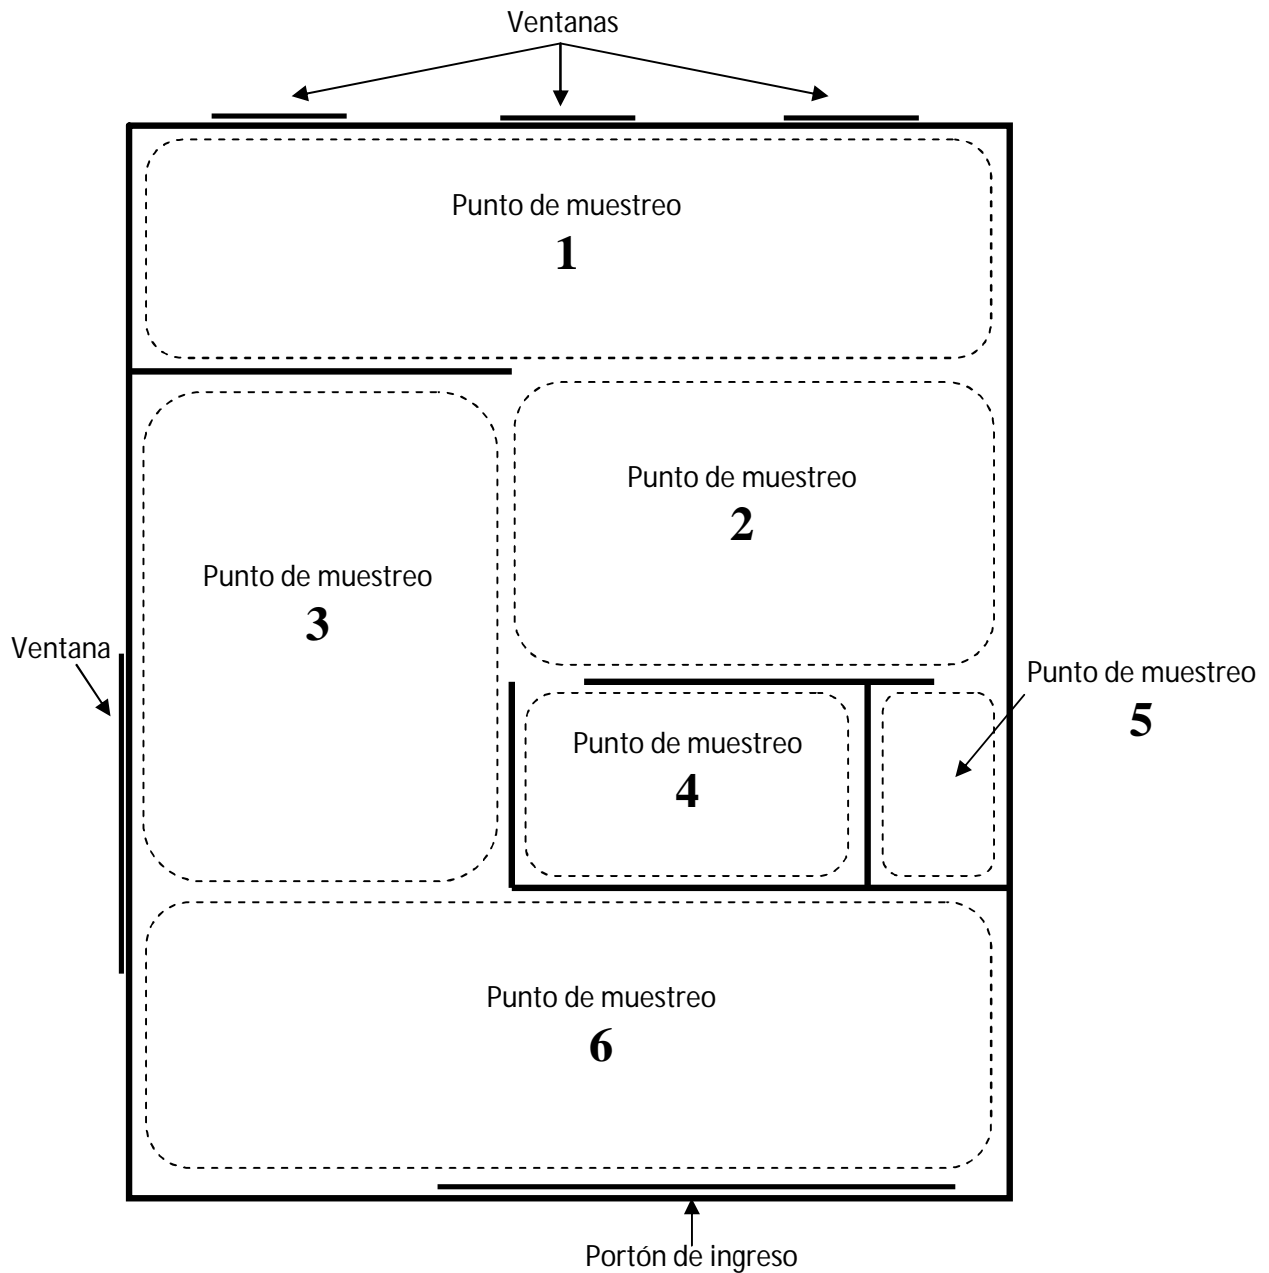 Ventanas
Punto de muestreo
1
Punto de muestreo
2
Punto de muestreo
3
Ventana
Punto de muestreo
5
Punto de muestreo
4
Punto de muestreo
6
Portón de ingreso